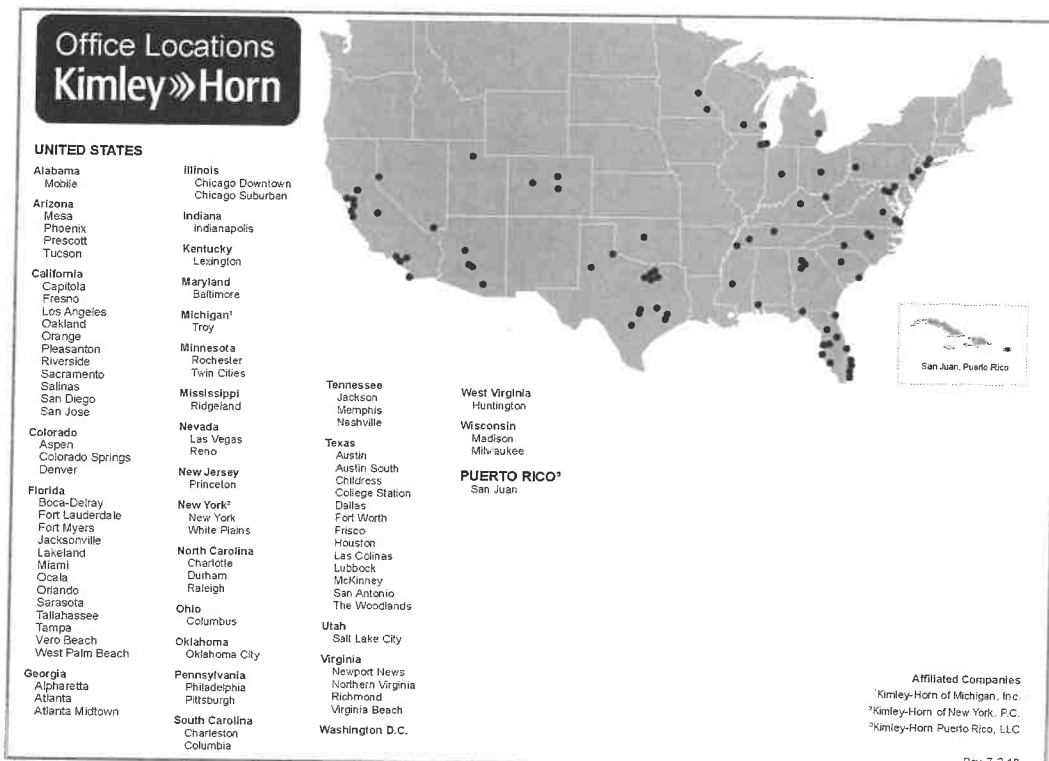 Office Locations
Kimley»Horn
UNITED STATES
Alabama
Mobile
Arizona
Mesa
Phoenix
Prescott
Tucson
California
Capitola
Fresno
Los Angeles
Oakland
Orange
Pleasanton
Riverside
Sacramento
Salinas
San Diego
San Jose
Colorado
Aspen
Colorado Springs
Denver
Florida
Boca-Delray
Fort Lauderdale
Fort Myers
Jacksonville
Lakeland
Miami
Ocala
Orlando
Sarasota
Tallahassee
Tampa
Vero Beach
West Palm Beach
Georgia
Alpharetta
Atlanta
Atlanta Midtown
Illinois
Chicago Downtown
Chicago Suburban
Indiana
Indianapolis
Kentucky
Lexington
Maryland
Baltimore
Michigan¹
Troy
Minnesota
Rochester
Twin Cities
Mississippi
Ridgeland
Nevada
Las Vegas
Reno
New Jersey
Princeton
New York²
New York
White Plains
North Carolina
Charlotte
Durham
Raleigh
Ohio
Columbus
Oklahoma
Oklahoma City
Pennsylvania
Philadelphia
Pittsburgh
South Carolina
Charleston
Columbia
Tennessee
Jackson
Memphis
Nashville
Texas
Austin
Austin South
Childress
College Station
Dallas
Fort Worth
Frisco
Houston
Las Colinas
Lubbock
McKinney
San Antonio
The Woodlands
Utah
Salt Lake City
Virginia
Newport News
Northern Virginia
Richmond
Virginia Beach
Washington D.C.
West Virginia
Huntington
Wisconsin
Madison
Milwaukee
PUERTO RICO³
San Juan
San Juan, Puerto Rico
Affiliated Companies
¹Kimley-Horn of Michigan, Inc.
²Kimley-Horn of New York, P.C.
³Kimley-Horn Puerto Rico, LLC